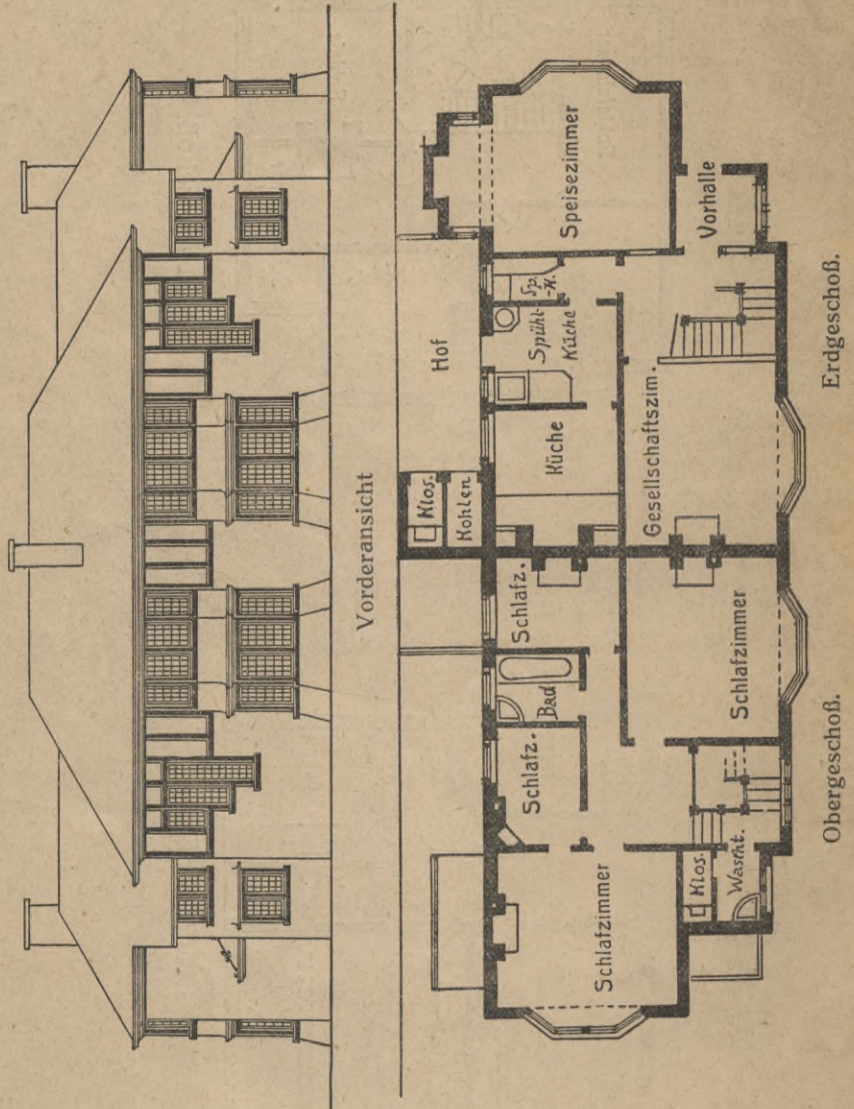 Vorderansicht
Schlafzimmer
Schlafz.
Bad
Schlafz.
Klos.
Wascht.
Schlafzimmer
Obergeschoß.
Klos.
Kohlen
Hof
Küche
Spühl-
Küche
Sp.
-K.
Speisezimmer
Gesellschaftszim.
Vorhalle
Erdgeschoß.